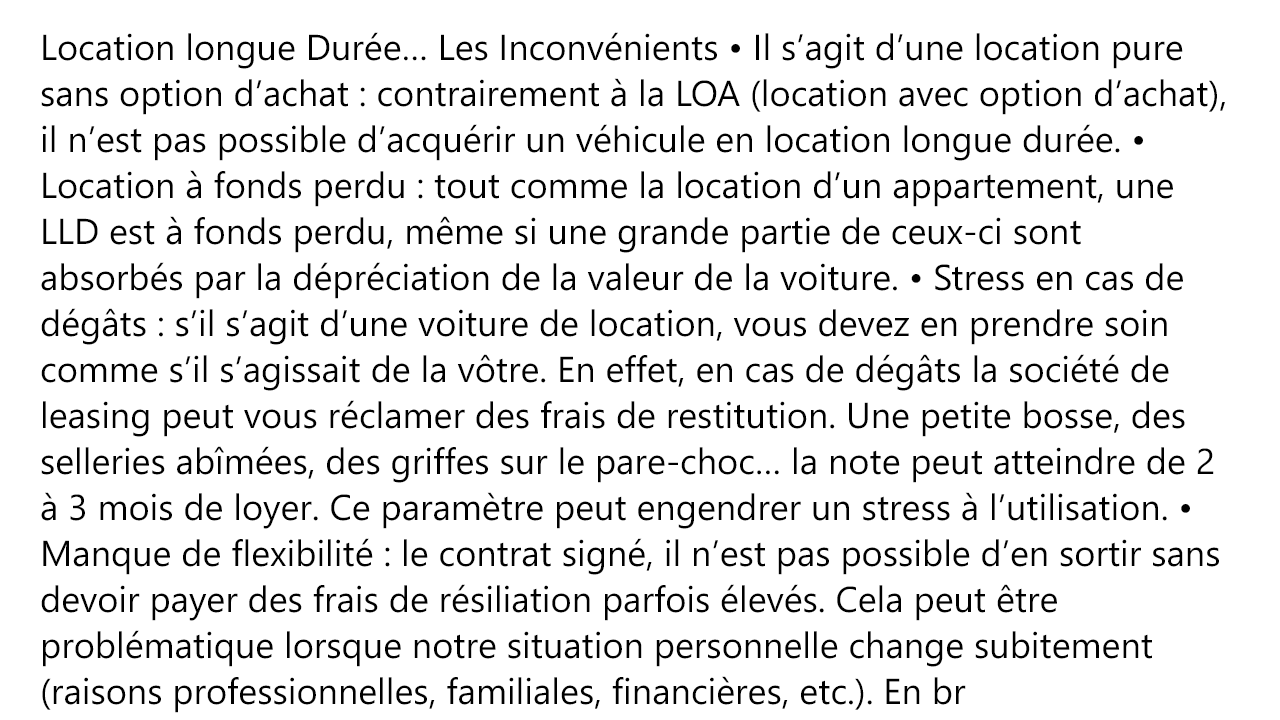 Location longue Durée... Les Inconvénients • Il s’agit d’une location pure
sans option d’achat : contrairement à la LOA (location avec option d’achat),
il n’est pas possible d’acquérir un véhicule en location longue durée. •
Location à fonds perdu : tout comme la location d’un appartement, une
LLD est à fonds perdu, même si une grande partie de ceux-ci sont
absorbés par la dépréciation de la valeur de la voiture. • Stress en cas de
dégâts : s’il s’agit d’une voiture de location, vous devez en prendre soin
comme s’il s’agissait de la vôtre. En effet, en cas de dégâts la société de
leasing peut vous réclamer des frais de restitution. Une petite bosse, des
selleries abîmées, des griffes sur le pare-choc... la note peut atteindre de 2
à 3 mois de loyer. Ce paramètre peut engendrer un stress à l’utilisation. •
Manque de flexibilité : le contrat signé, il n’est pas possible d’en sortir sans
devoir payer des frais de résiliation parfois élevés. Cela peut être
problématique lorsque notre situation personnelle change subitement
(raisons professionnelles, familiales, financières, etc.). En br